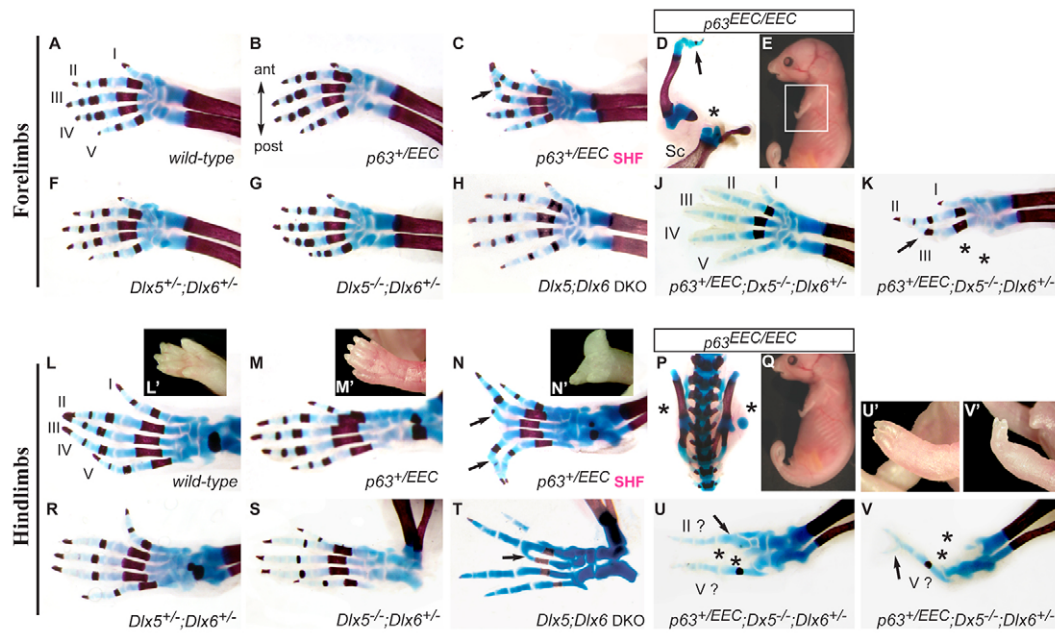 p63EEC/EEC
Forelimbs
A
I
II
III
IV
V
wild-type
B
ant
post
p63+/EEC
C
p63+/EEC SHF
D
*
Sc
E
F
Dlx5+/-;Dlx6+/-
G
Dlx5-/-;Dlx6+/-
H
Dlx5;Dlx6 DKO
J
I
II
III
IV
V
p63+/EEC;Dx5-/-;Dlx6+/-
K
I
II
III
* *
p63+/EEC;Dx5-/-;Dlx6+/-
Hindlimbs
L
L'
I
II
III
IV
V
wild-type
M
M'
p63+/EEC
N
N'
p63+/EEC SHF
p63EEC/EEC
P
* *
Q
U'
V'
R
Dlx5+/-;Dlx6+/-
S
Dlx5-/-;Dlx6+/-
T
Dlx5;Dlx6 DKO
U
II ?
* *
V ?
p63+/EEC;Dx5-/-;Dlx6+/-
V
* *
V ?
p63+/EEC;Dx5-/-;Dlx6+/-